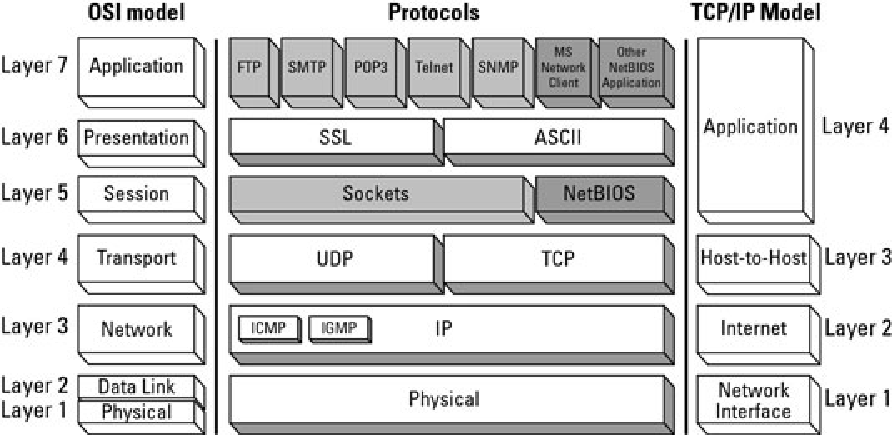 OSI model Protocols TCP/IP Model
Layer 7 Application FTP SMTP POP3 Telnet SNMP
MS
Network
Client
Other
NetBIOS
Application
Layer 6 Presentation SSL ASCII Application Layer 4
Layer 5 Session Sockets NetBIOS
Layer 4 Transport UDP TCP Host-to-Host Layer 3
Layer 3 Network ICMP IGMP IP Internet Layer 2
Layer 2 Data Link
Layer 1 Physical
Physical
Network
Interface
Layer 1